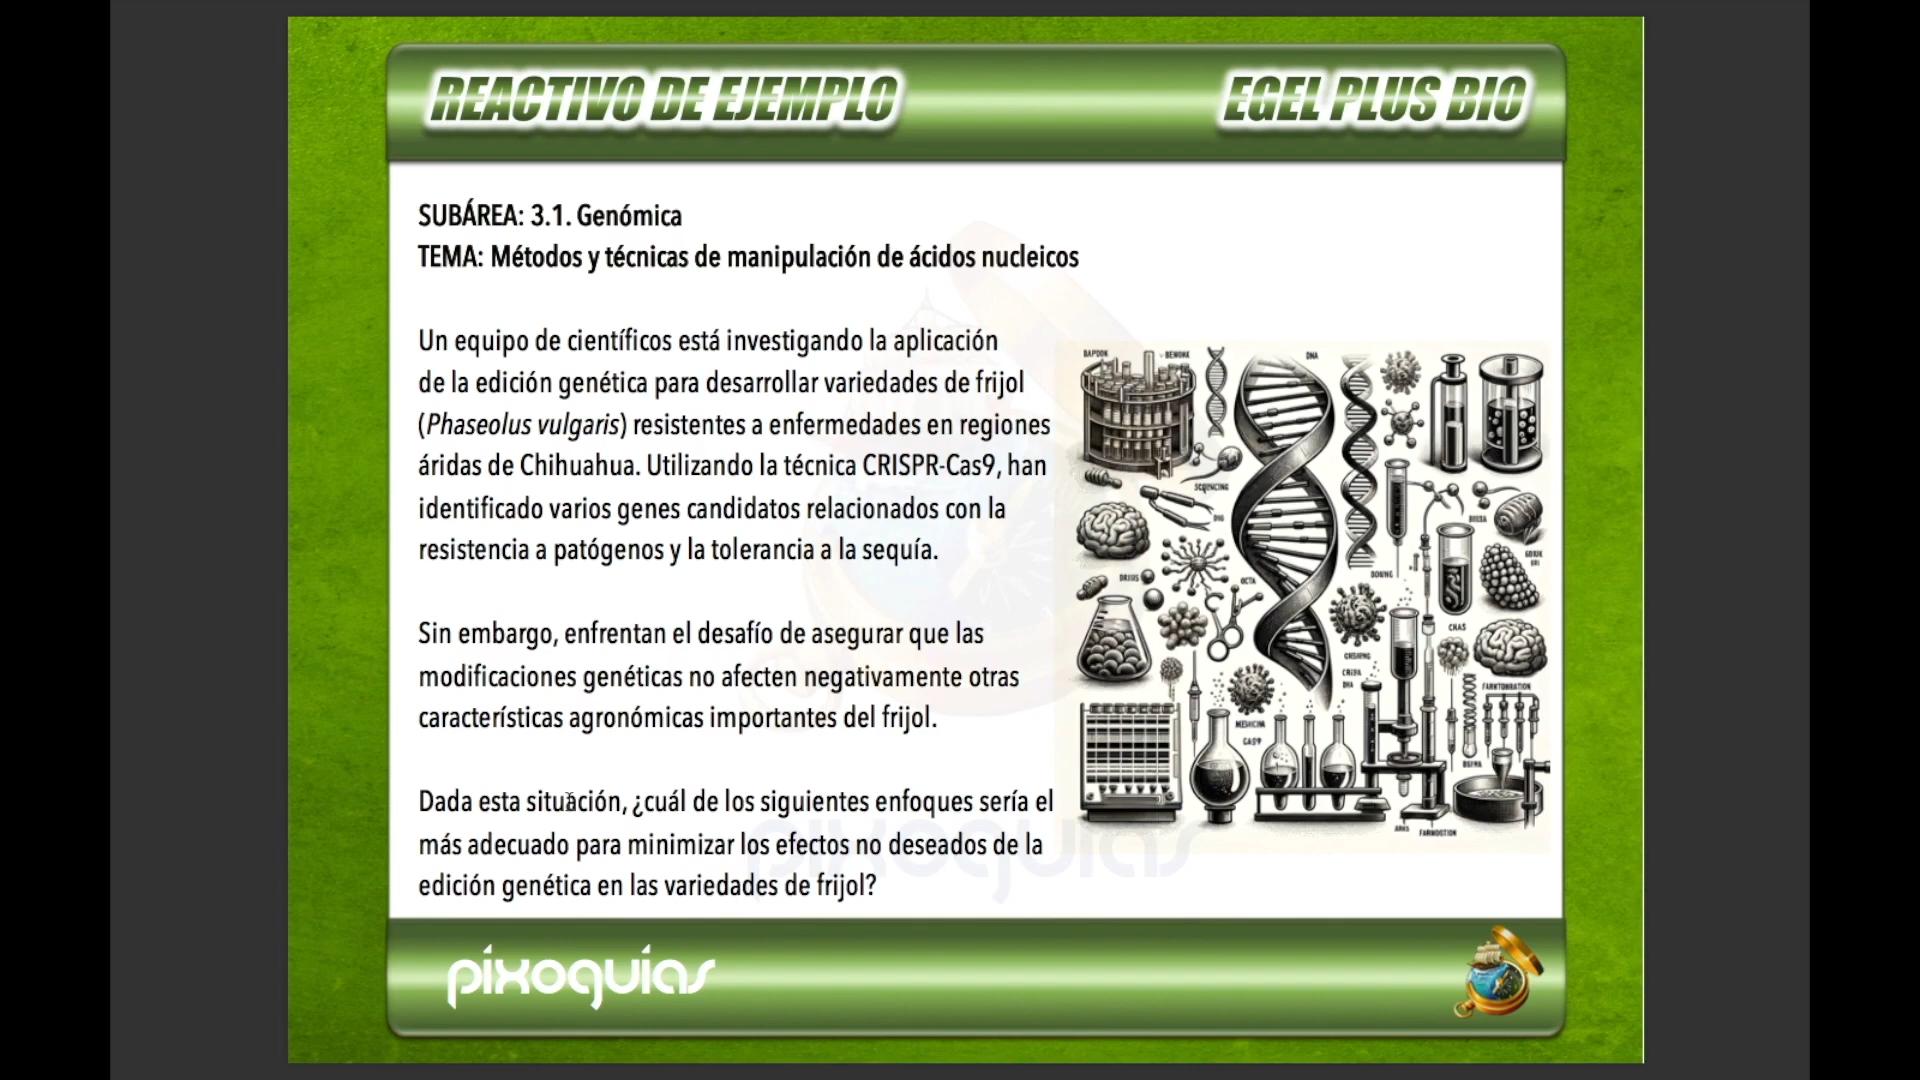 REACTIVO DE EJEMPLO
EGEL PLUS BIO
SUBÁREA: 3.1. Genómica
TEMA: Métodos y técnicas de manipulación de ácidos nucleicos
Un equipo de científicos está investigando la aplicación
de la edición genética para desarrollar variedades de frijol
(Phaseolus vulgaris) resistentes a enfermedades en regiones
áridas de Chihuahua. Utilizando la técnica CRISPR-Cas9, han
identificado varios genes candidatos relacionados con la
resistencia a patógenos y la tolerancia a la sequía.
Sin embargo, enfrentan el desafío de asegurar que las
modificaciones genéticas no afecten negativamente otras
características agronómicas importantes del frijol.
Dada esta situación, ¿cuál de los siguientes enfoques sería el
más adecuado para minimizar los efectos no deseados de la
edición genética en las variedades de frijol?
DNA
OCTA
pixoguías
pixoguías